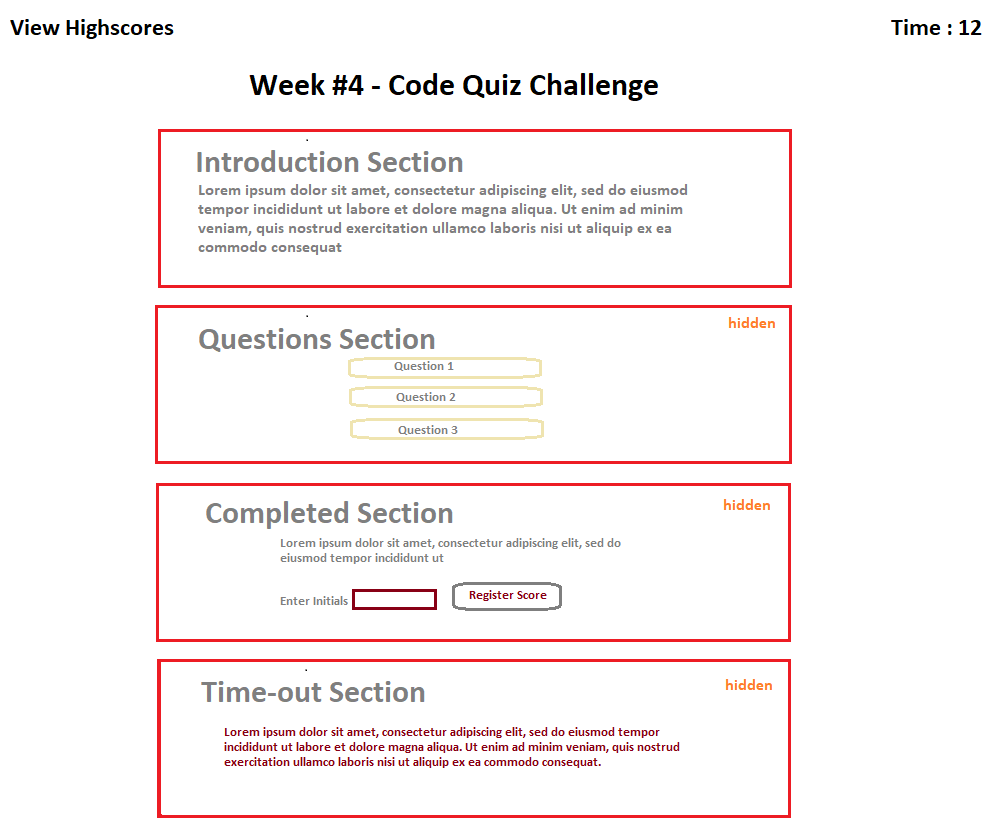 View Highscores
Time : 12
Week #4 - Code Quiz Challenge
Introduction Section
Lorem ipsum dolor sit amet, consectetur adipiscing elit, sed do eiusmod
tempor incididunt ut labore et dolore magna aliqua. Ut enim ad minim
veniam, quis nostrud exercitation ullamco laboris nisi ut aliquip ex ea
commodo consequat
hidden
Questions Section
Question 1
Question 2
Question 3
hidden
Completed Section
Lorem ipsum dolor sit amet, consectetur adipiscing elit, sed do
eiusmod tempor incididunt ut
Enter Initials
Register Score
hidden
Time-out Section
Lorem ipsum dolor sit amet, consectetur adipiscing elit, sed do eiusmod tempor
incididunt ut labore et dolore magna aliqua. Ut enim ad minim veniam, quis nostrud
exercitation ullamco laboris nisi ut aliquip ex ea commodo consequat.